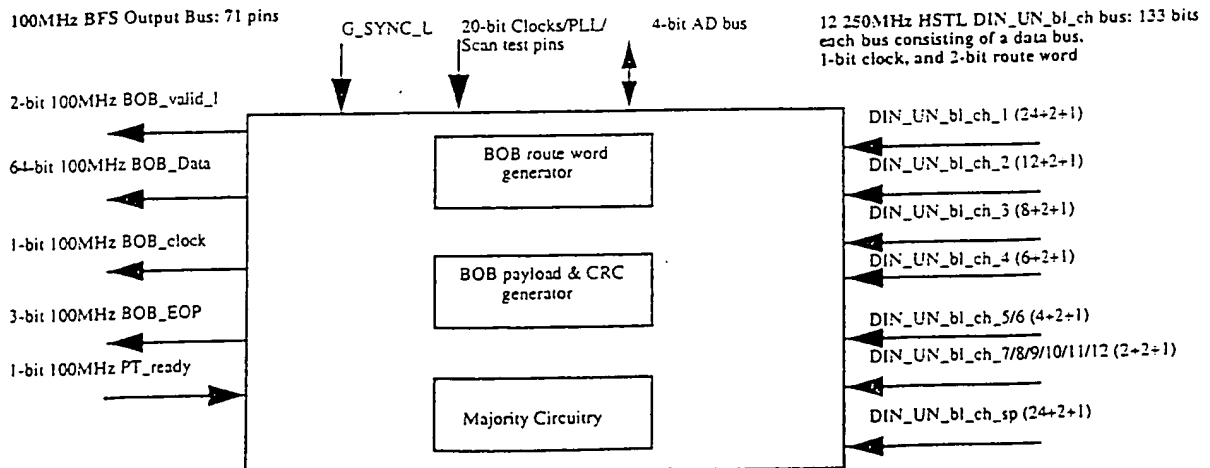 100MHz BFS Output Bus: 71 pins
G_SYNC_L
20-bit Clocks/PLL/
Scan test pins
4-bit AD bus
12 250MHz HSTL DIN_UN_bl_ch bus: 133 bits
each bus consisting of a data bus,
1-bit clock, and 2-bit route word
2-bit 100MHz BOB_valid_l
64-bit 100MHz BOB_Data
1-bit 100MHz BOB_clock
3-bit 100MHz BOB_EOP
1-bit 100MHz PT_ready
BOB route word
generator
BOB payload & CRC
generator
Majority Circuitry
DIN_UN_bl_ch_1 (24+2+1)
DIN_UN_bl_ch_2 (12+2+1)
DIN_UN_bl_ch_3 (8+2+1)
DIN_UN_bl_ch_4 (6+2+1)
DIN_UN_bl_ch_5/6 (4+2+1)
DIN_UN_bl_ch_7/8/9/10/11/12 (2+2+1)
DIN_UN_bl_ch_sp (24+2+1)